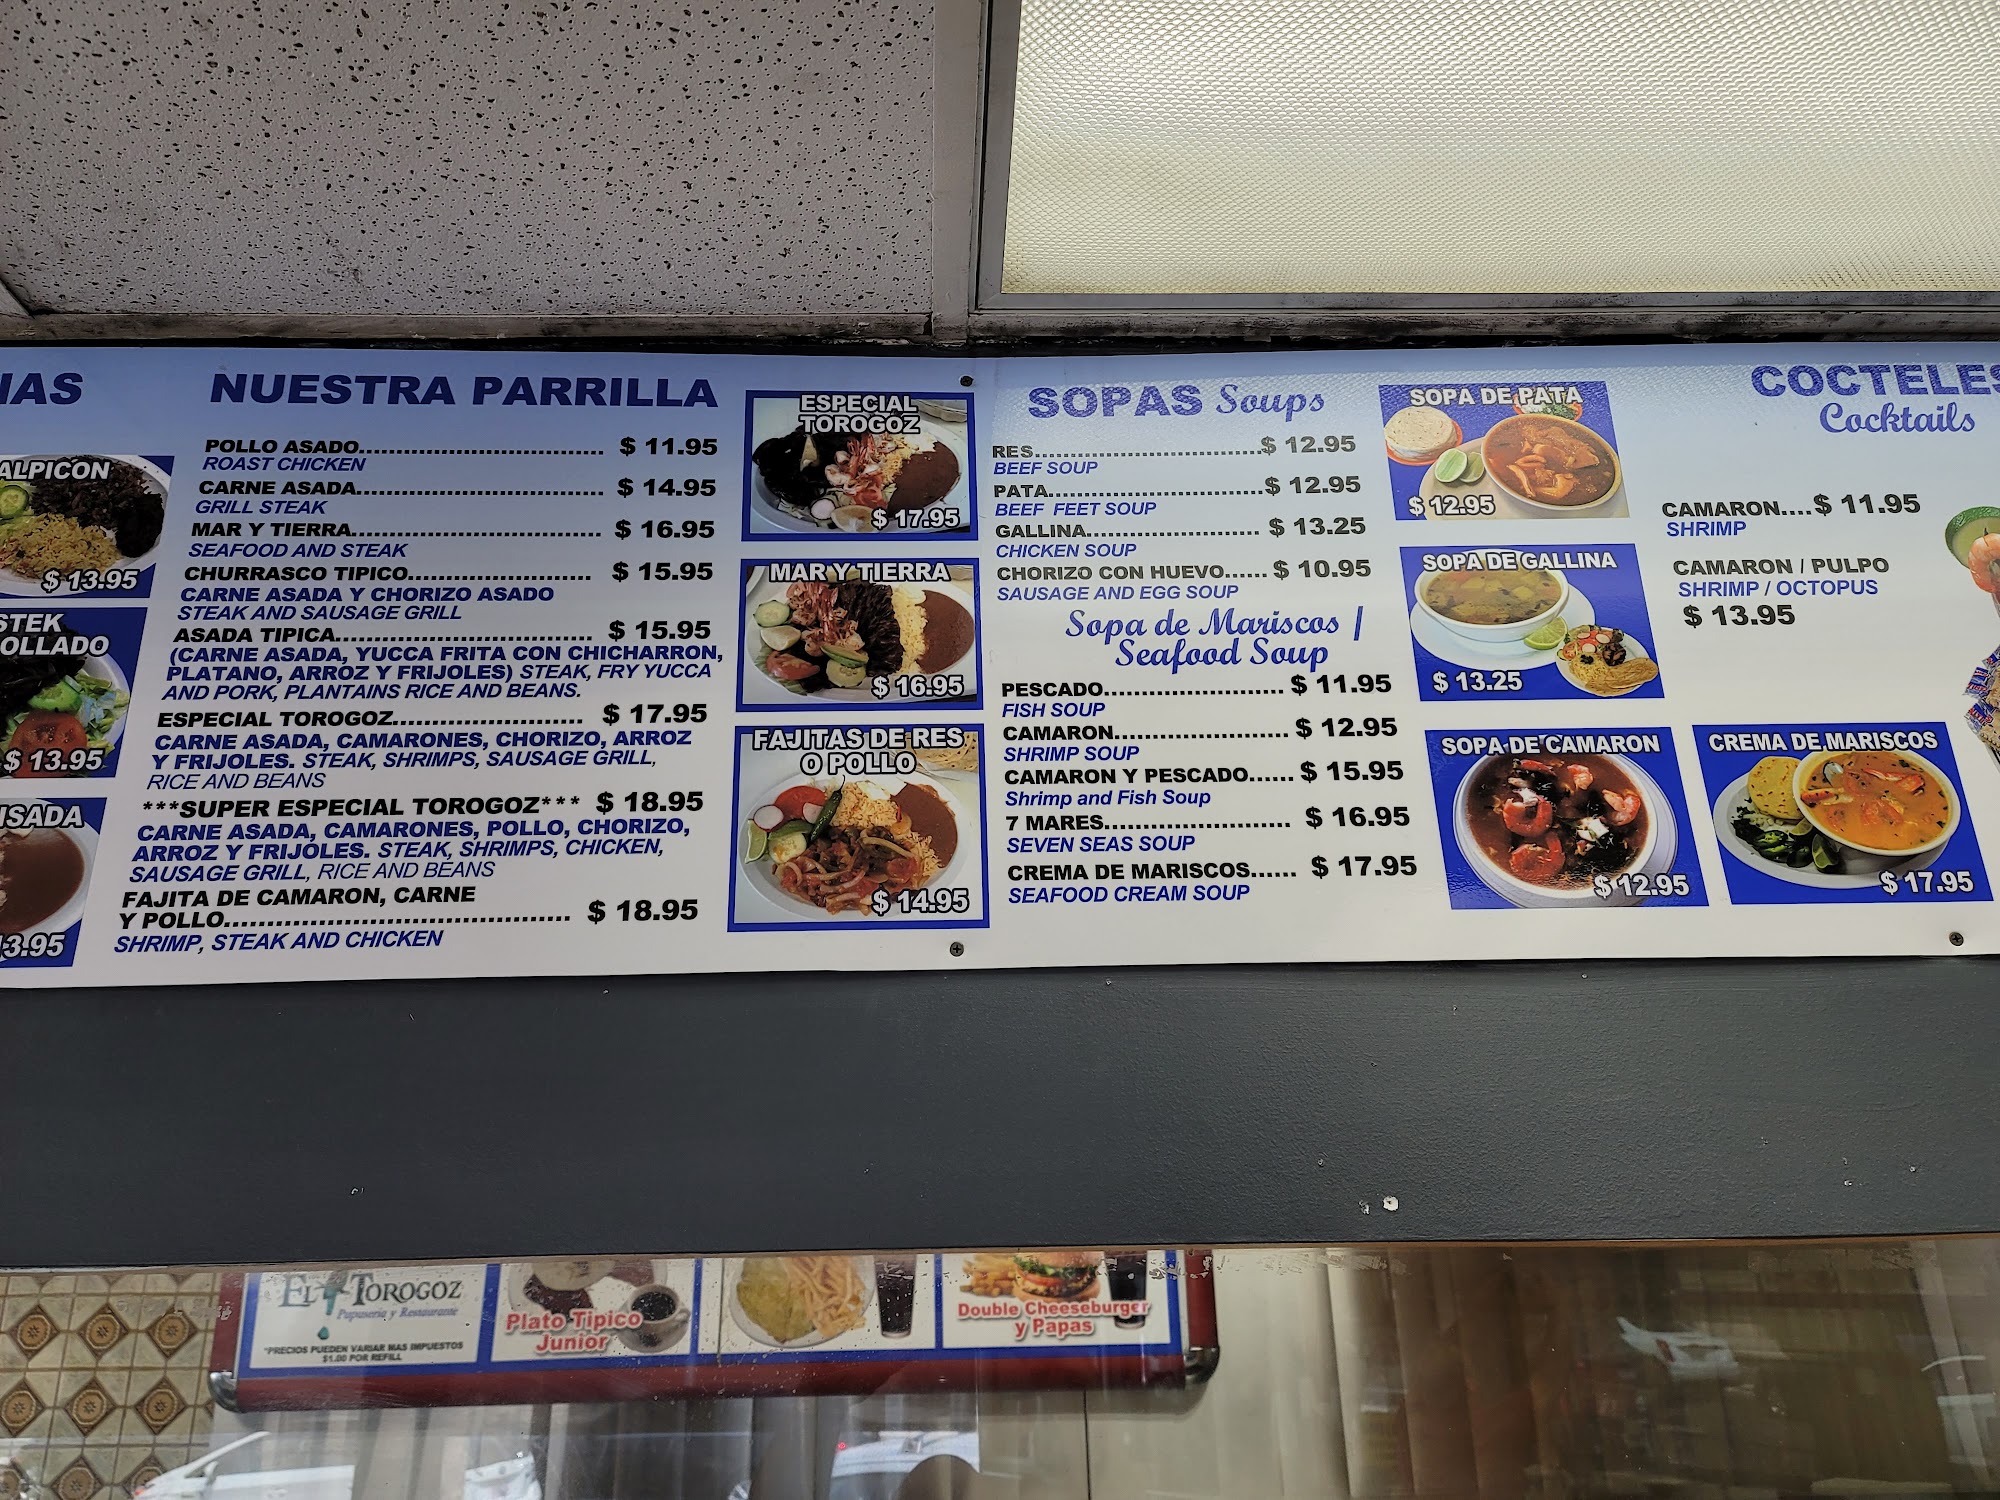 NUESTRA PARRILLA
POLLO ASADO.............................. $ 11.95
ROAST CHICKEN
CARNE ASADA.............................. $ 14.95
GRILL STEAK
MAR Y TIERRA.............................. $ 16.95
SEAFOOD AND STEAK
CHURRASCO TIPICO...................... $ 15.95
CARNE ASADA Y CHORIZO ASADO
STEAK AND SAUSAGE GRILL
ASADA TIPICA............................... $ 15.95
(CARNE ASADA, YUCCA FRITA CON CHICHARRON,
PLATANO, ARROZ Y FRIJOLES) STEAK, FRY YUCCA
AND PORK, PLANTAINS RICE AND BEANS.
ESPECIAL TOROGOZ....................... $ 17.95
CARNE ASADA, CAMARONES, CHORIZO, ARROZ
Y FRIJOLES. STEAK, SHRIMPS, SAUSAGE GRILL,
RICE AND BEANS
***SUPER ESPECIAL TOROGOZ*** $ 18.95
CARNE ASADA, CAMARONES, POLLO, CHORIZO,
ARROZ Y FRIJOLES. STEAK, SHRIMPS, CHICKEN,
SAUSAGE GRILL, RICE AND BEANS
FAJITA DE CAMARON, CARNE
Y POLLO..................................... $ 18.95
SHRIMP, STEAK AND CHICKEN
$ 13.95
$ 13.95
ESPECIAL
TOROGOZ
$ 17.95
MAR Y TIERRA
$ 16.95
FAJITAS DE RES
O POLLO
$ 14.95
SOPAS Soups
RES............................$ 12.95
BEEF SOUP
PATA..........................$ 12.95
BEEF FEET SOUP
GALLINA..................... $ 13.25
CHICKEN SOUP
CHORIZO CON HUEVO...... $ 10.95
SAUSAGE AND EGG SOUP
Sopa de Mariscos |
Seafood Soup
PESCADO...................... $ 11.95
FISH SOUP
CAMARON..................... $ 12.95
SHRIMP SOUP
CAMARON Y PESCADO...... $ 15.95
Shrimp and Fish Soup
7 MARES....................... $ 16.95
SEVEN SEAS SOUP
CREMA DE MARISCOS...... $ 17.95
SEAFOOD CREAM SOUP
SOPA DE PATA
$ 12.95
SOPA DE GALLINA
$ 13.25
SOPA DE CAMARON
$ 12.95
CREMA DE MARISCOS
$ 17.95
COCTELES
Cocktails
CAMARON.... $ 11.95
SHRIMP
CAMARON / PULPO
SHRIMP / OCTOPUS
$ 13.95
EL TOROGOZ
Pupuseria y Restaurante
*PRECIOS PUEDEN VARIAR MAS IMPUESTOS
$1.00 POR REFILL
Plato Tipico
Junior
Double Cheeseburger
y Papas